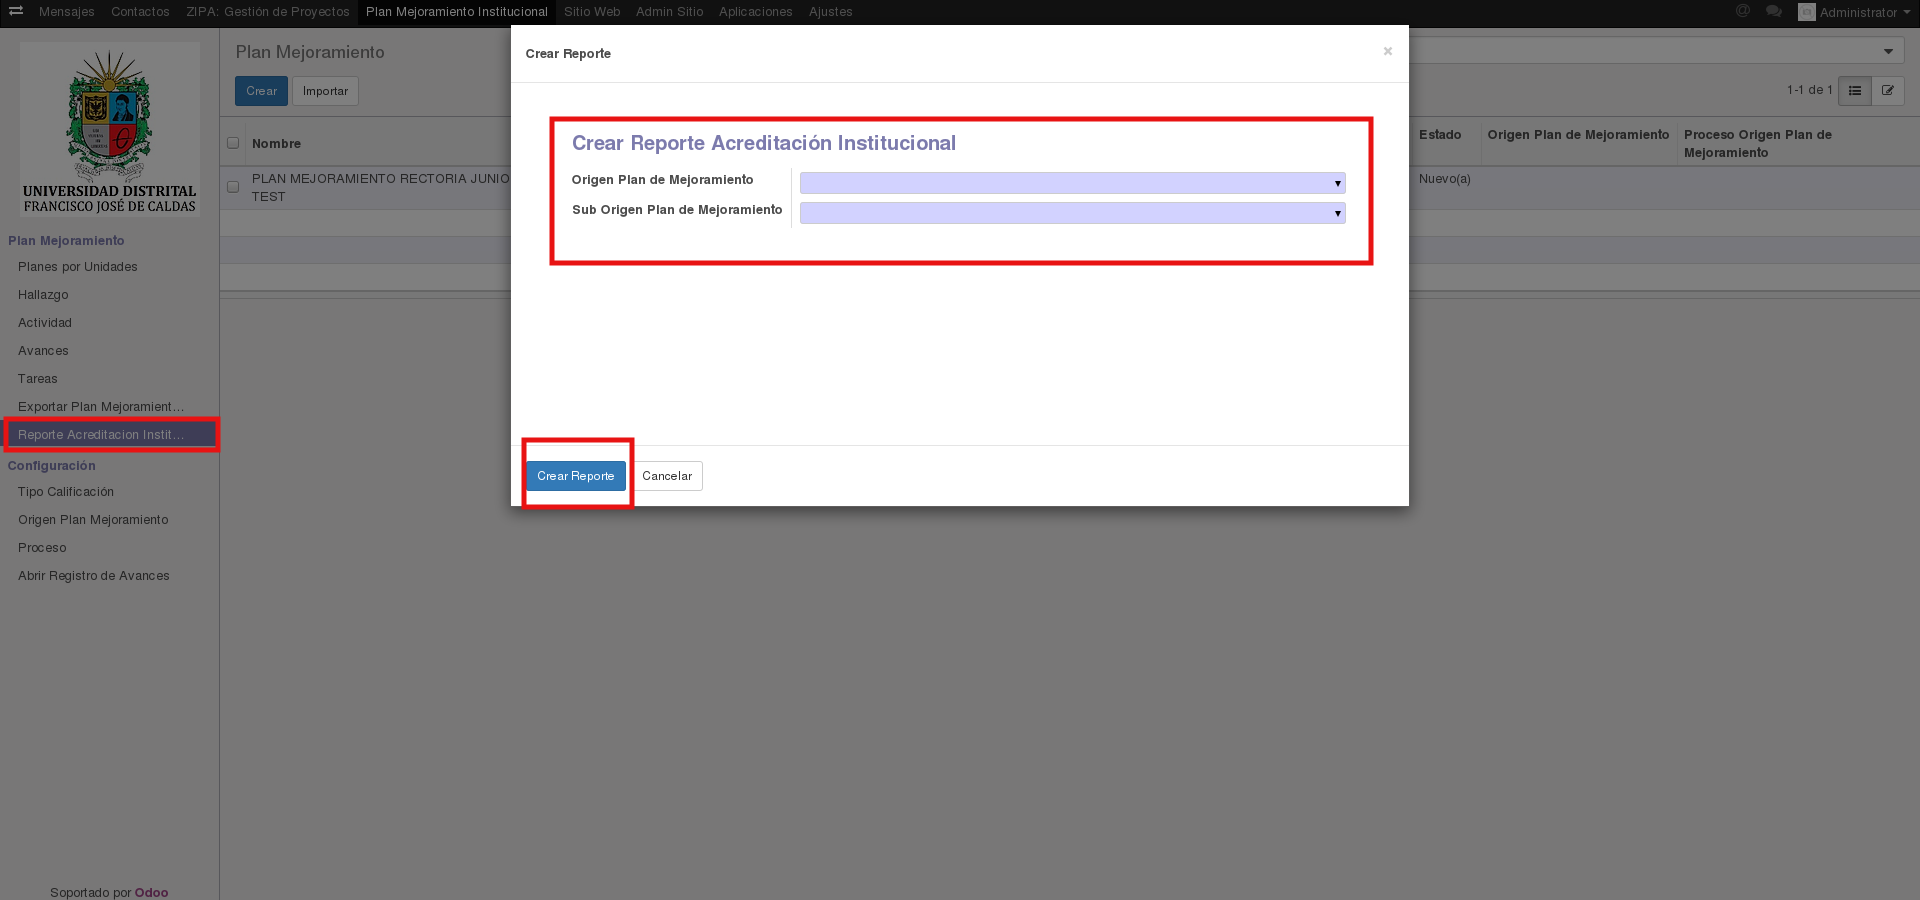 Mensajes Contactos ZIPA: Gestión de Proyectos Plan Mejoramiento Institucional Sitio Web Admin Sitio Aplicaciones Ajustes @ Administrator
UNIVERSIDAD DISTRITAL
FRANCISCO JOSÉ DE CALDAS
Plan Mejoramiento
Planes por Unidades
Hallazgo
Actividad
Avances
Tareas
Exportar Plan Mejoramient...
Reporte Acreditacion Instit...
Configuración
Tipo Calificación
Origen Plan Mejoramiento
Proceso
Abrir Registro de Avances
Soportado por Odoo
Plan Mejoramiento
Crear Importar
1-1 de 1
Nombre
Estado Origen Plan de Mejoramiento Proceso Origen Plan de
Mejoramiento
PLAN MEJORAMIENTO RECTORIA JUNIO
TEST
Nuevo(a)
Crear Reporte ×
Crear Reporte Acreditación Institucional
Origen Plan de Mejoramiento
Sub Origen Plan de Mejoramiento
Crear Reporte Cancelar